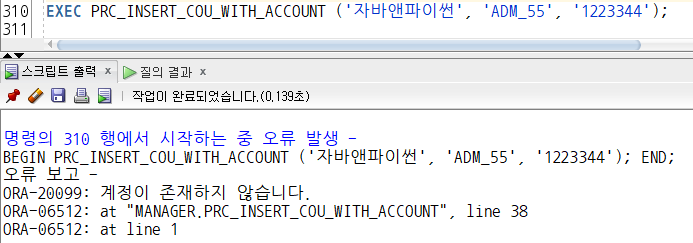 310 EXEC PRC_INSERT_COU_WITH_ACCOUNT ('자바앤파이썬', 'ADM_55', '1223344');
311
스크립트 출력 x 질의 결과 x
작업이 완료되었습니다.(0,139초)
명령의 310 행에서 시작하는 중 오류 발생 -
BEGIN PRC_INSERT_COU_WITH_ACCOUNT ('자바앤파이썬', 'ADM_55', '1223344'); END;
오류 보고 -
ORA-20099: 계정이 존재하지 않습니다.
ORA-06512: at "MANAGER.PRC_INSERT_COU_WITH_ACCOUNT", line 38
ORA-06512: at line 1